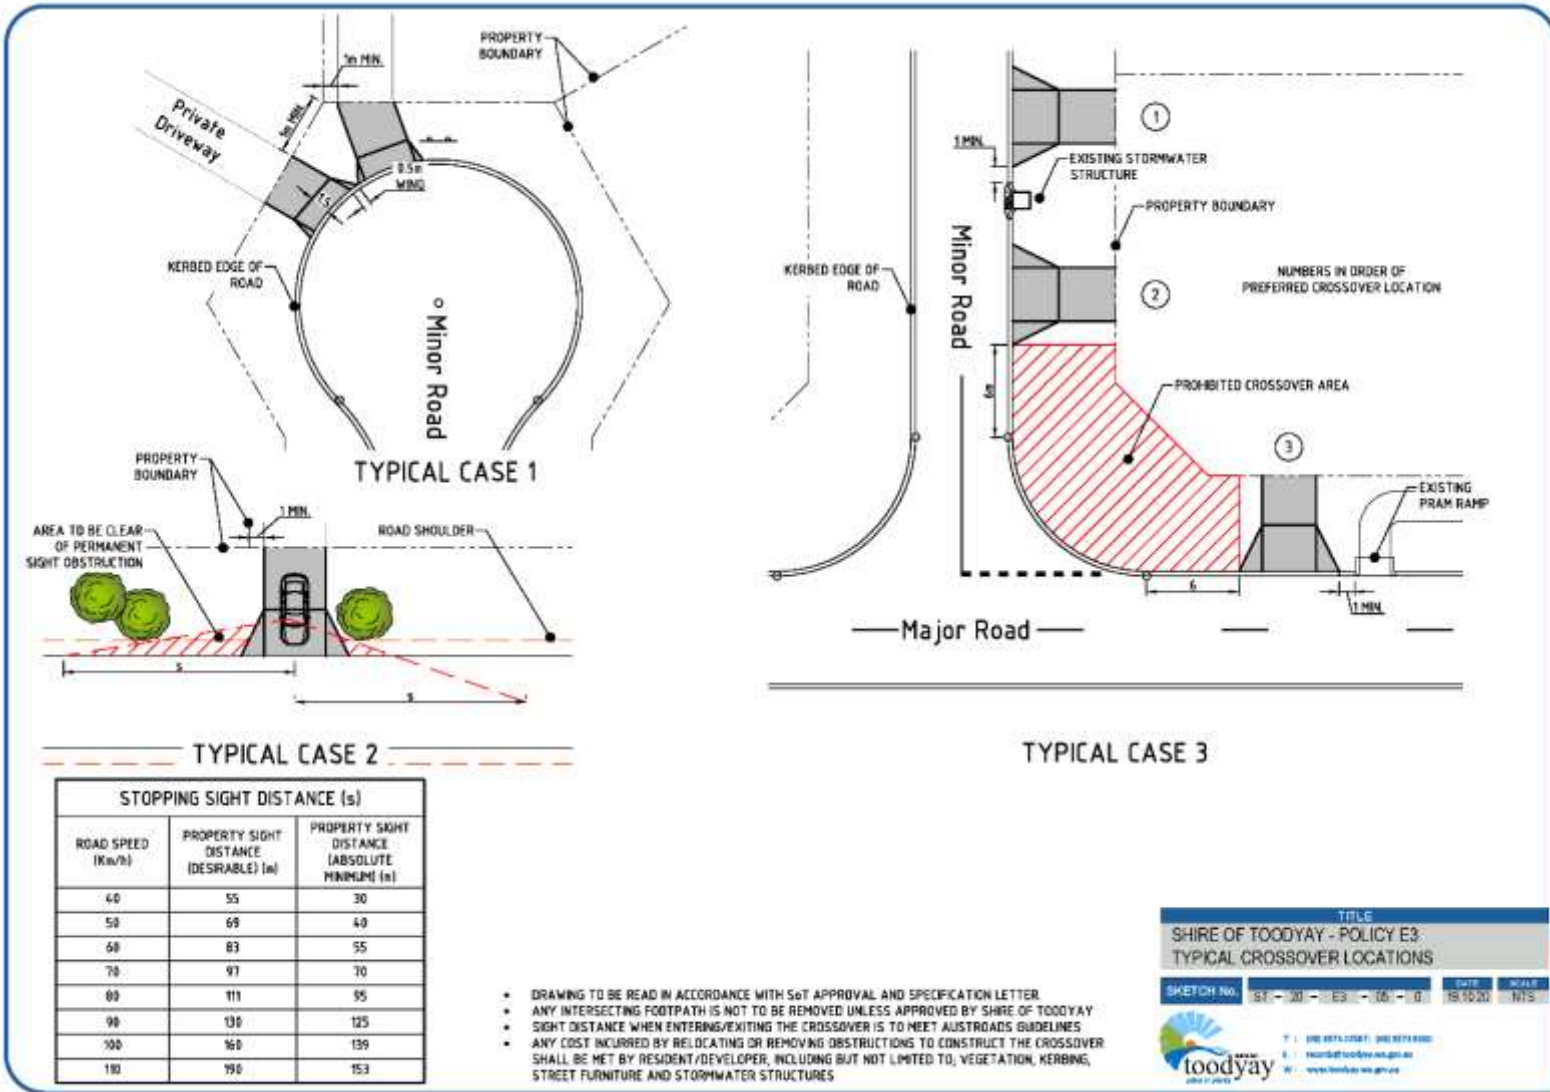 PROPERTY
BOUNDARY
1m MIN.
1m MIN.
Private
Driveway
0.5m
WING
1.5
KERBED EDGE OF
ROAD
Minor Road
TYPICAL CASE 1
PROPERTY
BOUNDARY
1 MIN.
AREA TO BE CLEAR
OF PERMANENT
SIGHT OBSTRUCTION
ROAD SHOULDER
s
s
TYPICAL CASE 2
STOPPING SIGHT DISTANCE (s)
ROAD SPEED
(Km/h)
PROPERTY SIGHT
DISTANCE
(DESIRABLE) (m)
PROPERTY SIGHT
DISTANCE
(ABSOLUTE
MINIMUM) (m)
40 55 30
50 69 40
60 83 55
70 97 70
80 111 95
90 130 125
100 160 139
110 190 153
1
1 MIN.
EXISTING STORMWATER
STRUCTURE
PROPERTY BOUNDARY
KERBED EDGE OF
ROAD
Minor Road
NUMBERS IN ORDER OF
PREFERRED CROSSOVER LOCATION
2
6m
PROHIBITED CROSSOVER AREA
3
EXISTING
PRAM RAMP
6
1 MIN.
Major Road
TYPICAL CASE 3
• DRAWING TO BE READ IN ACCORDANCE WITH SoT APPROVAL AND SPECIFICATION LETTER
• ANY INTERSECTING FOOTPATH IS NOT TO BE REMOVED UNLESS APPROVED BY SHIRE OF TOODYAY
• SIGHT DISTANCE WHEN ENTERING/EXITING THE CROSSOVER IS TO MEET AUSTROADS GUIDELINES
• ANY COST INCURRED BY RELOCATING OR REMOVING OBSTRUCTIONS TO CONSTRUCT THE CROSSOVER
SHALL BE MET BY RESIDENT/DEVELOPER, INCLUDING BUT NOT LIMITED TO; VEGETATION, KERBING,
STREET FURNITURE AND STORMWATER STRUCTURES
TITLE
SHIRE OF TOODYAY - POLICY E3
TYPICAL CROSSOVER LOCATIONS
SKETCH No. ST - 20 - E3 - 05 - 0
DATE
19.10.20
SCALE
NTS
toodyay